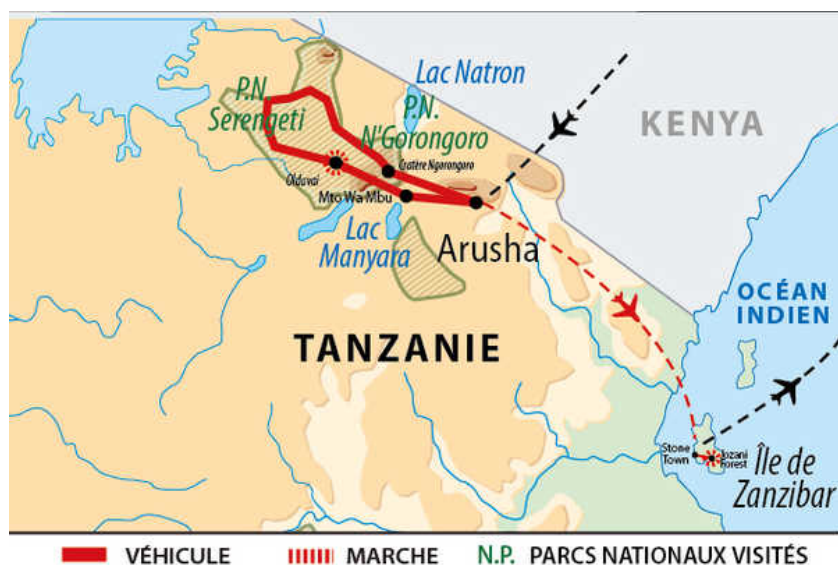 Lac Natron
P.N.
Serengeti
P.N.
N'Gorongoro
KENYA
Cratère Ngorongoro
Olduvai
Mto Wa Mbu
Lac
Manyara
Arusha
OCÉAN
INDIEN
TANZANIE
Stone
Town
Jozani
Forest
Île de
Zanzibar
VÉHICULE
MARCHE
N.P. PARCS NATIONAUX VISITÉS